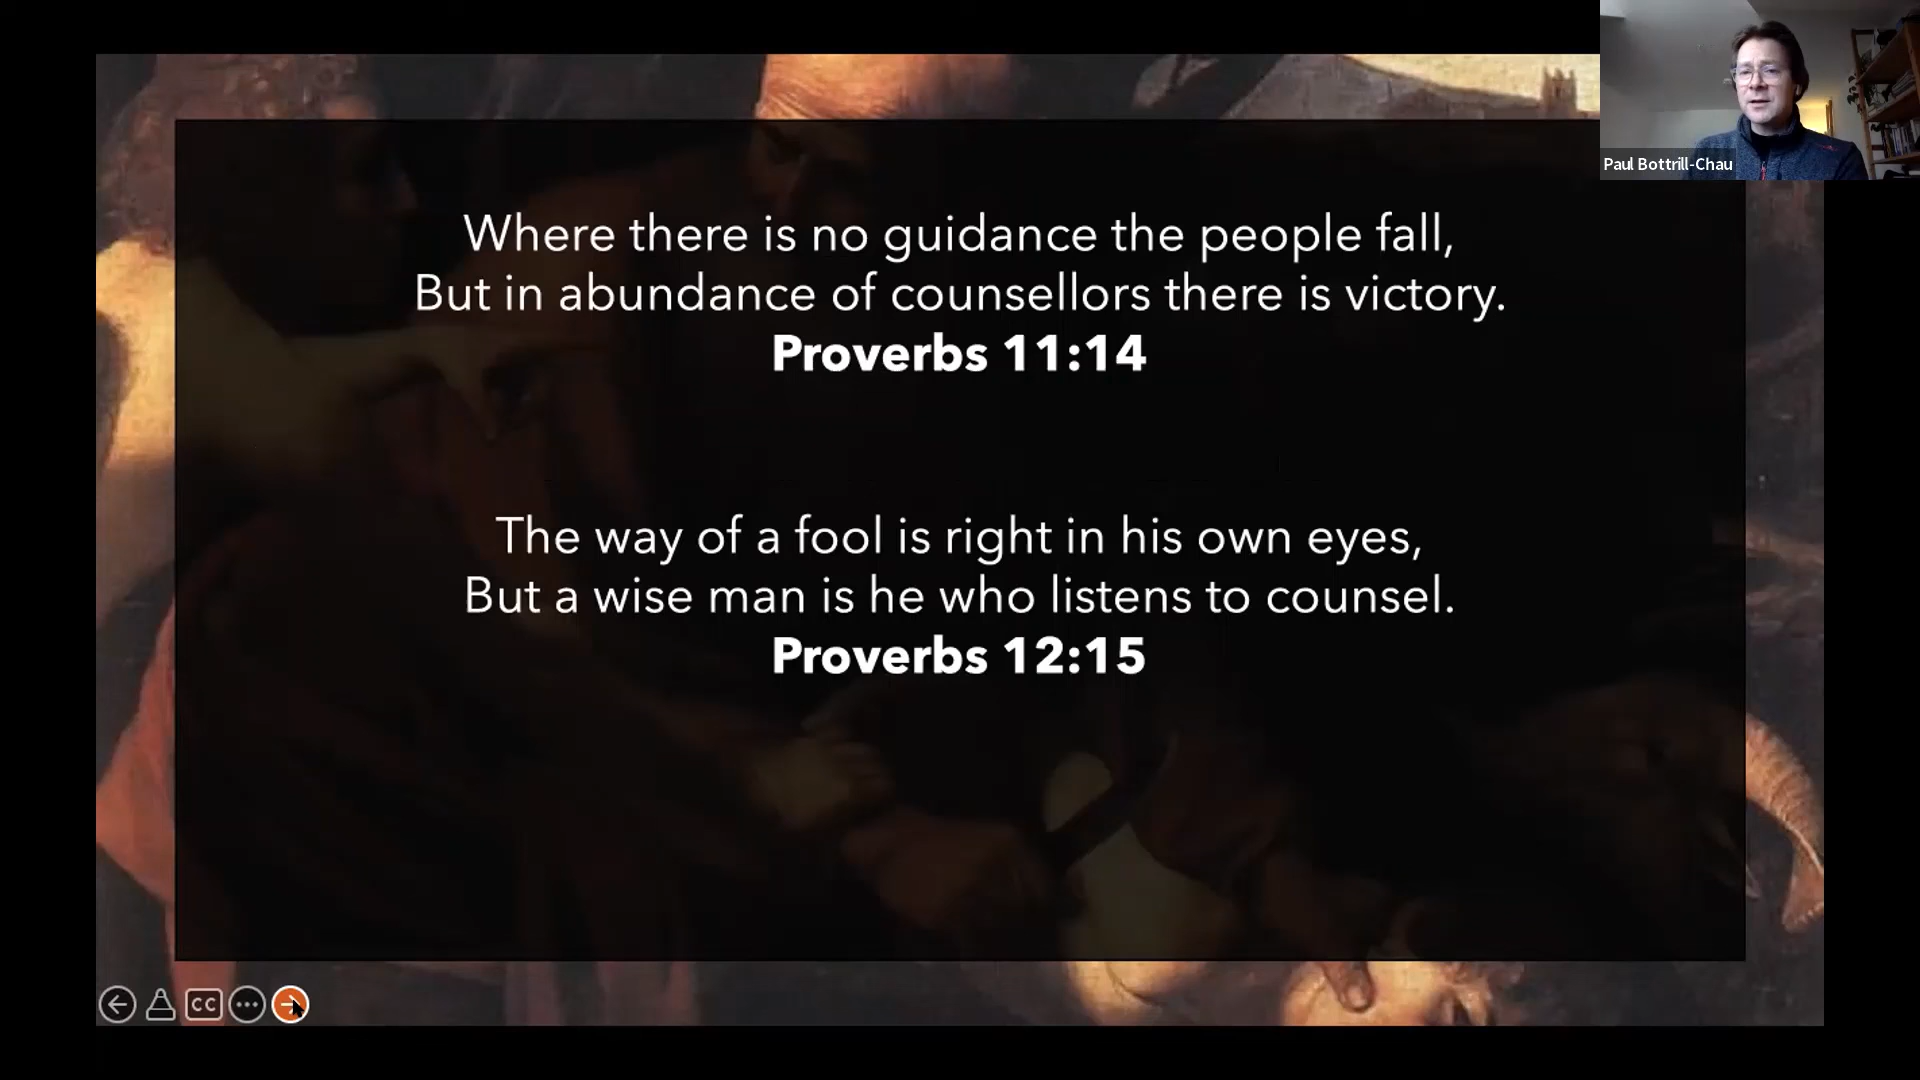 Where there is no guidance the people fall,
But in abundance of counsellors there is victory.
Proverbs 11:14
The way of a fool is right in his own eyes,
But a wise man is he who listens to counsel.
Proverbs 12:15
Paul Bottrill-Chau
CC